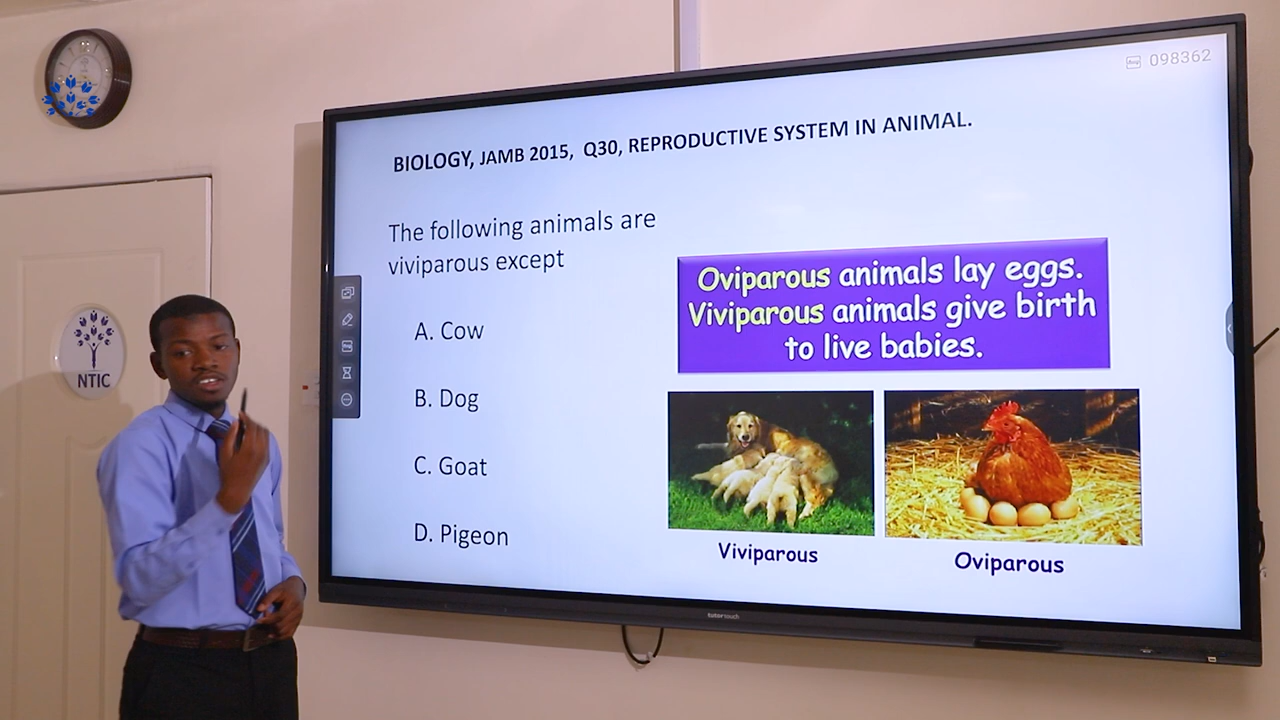 098362
BIOLOGY, JAMB 2015, Q30, REPRODUCTIVE SYSTEM IN ANIMAL.
The following animals are
viviparous except
A. Cow
B. Dog
C. Goat
D. Pigeon
Oviparous animals lay eggs.
Viviparous animals give birth
to live babies.
Viviparous
Oviparous
NTIC
tutortouch